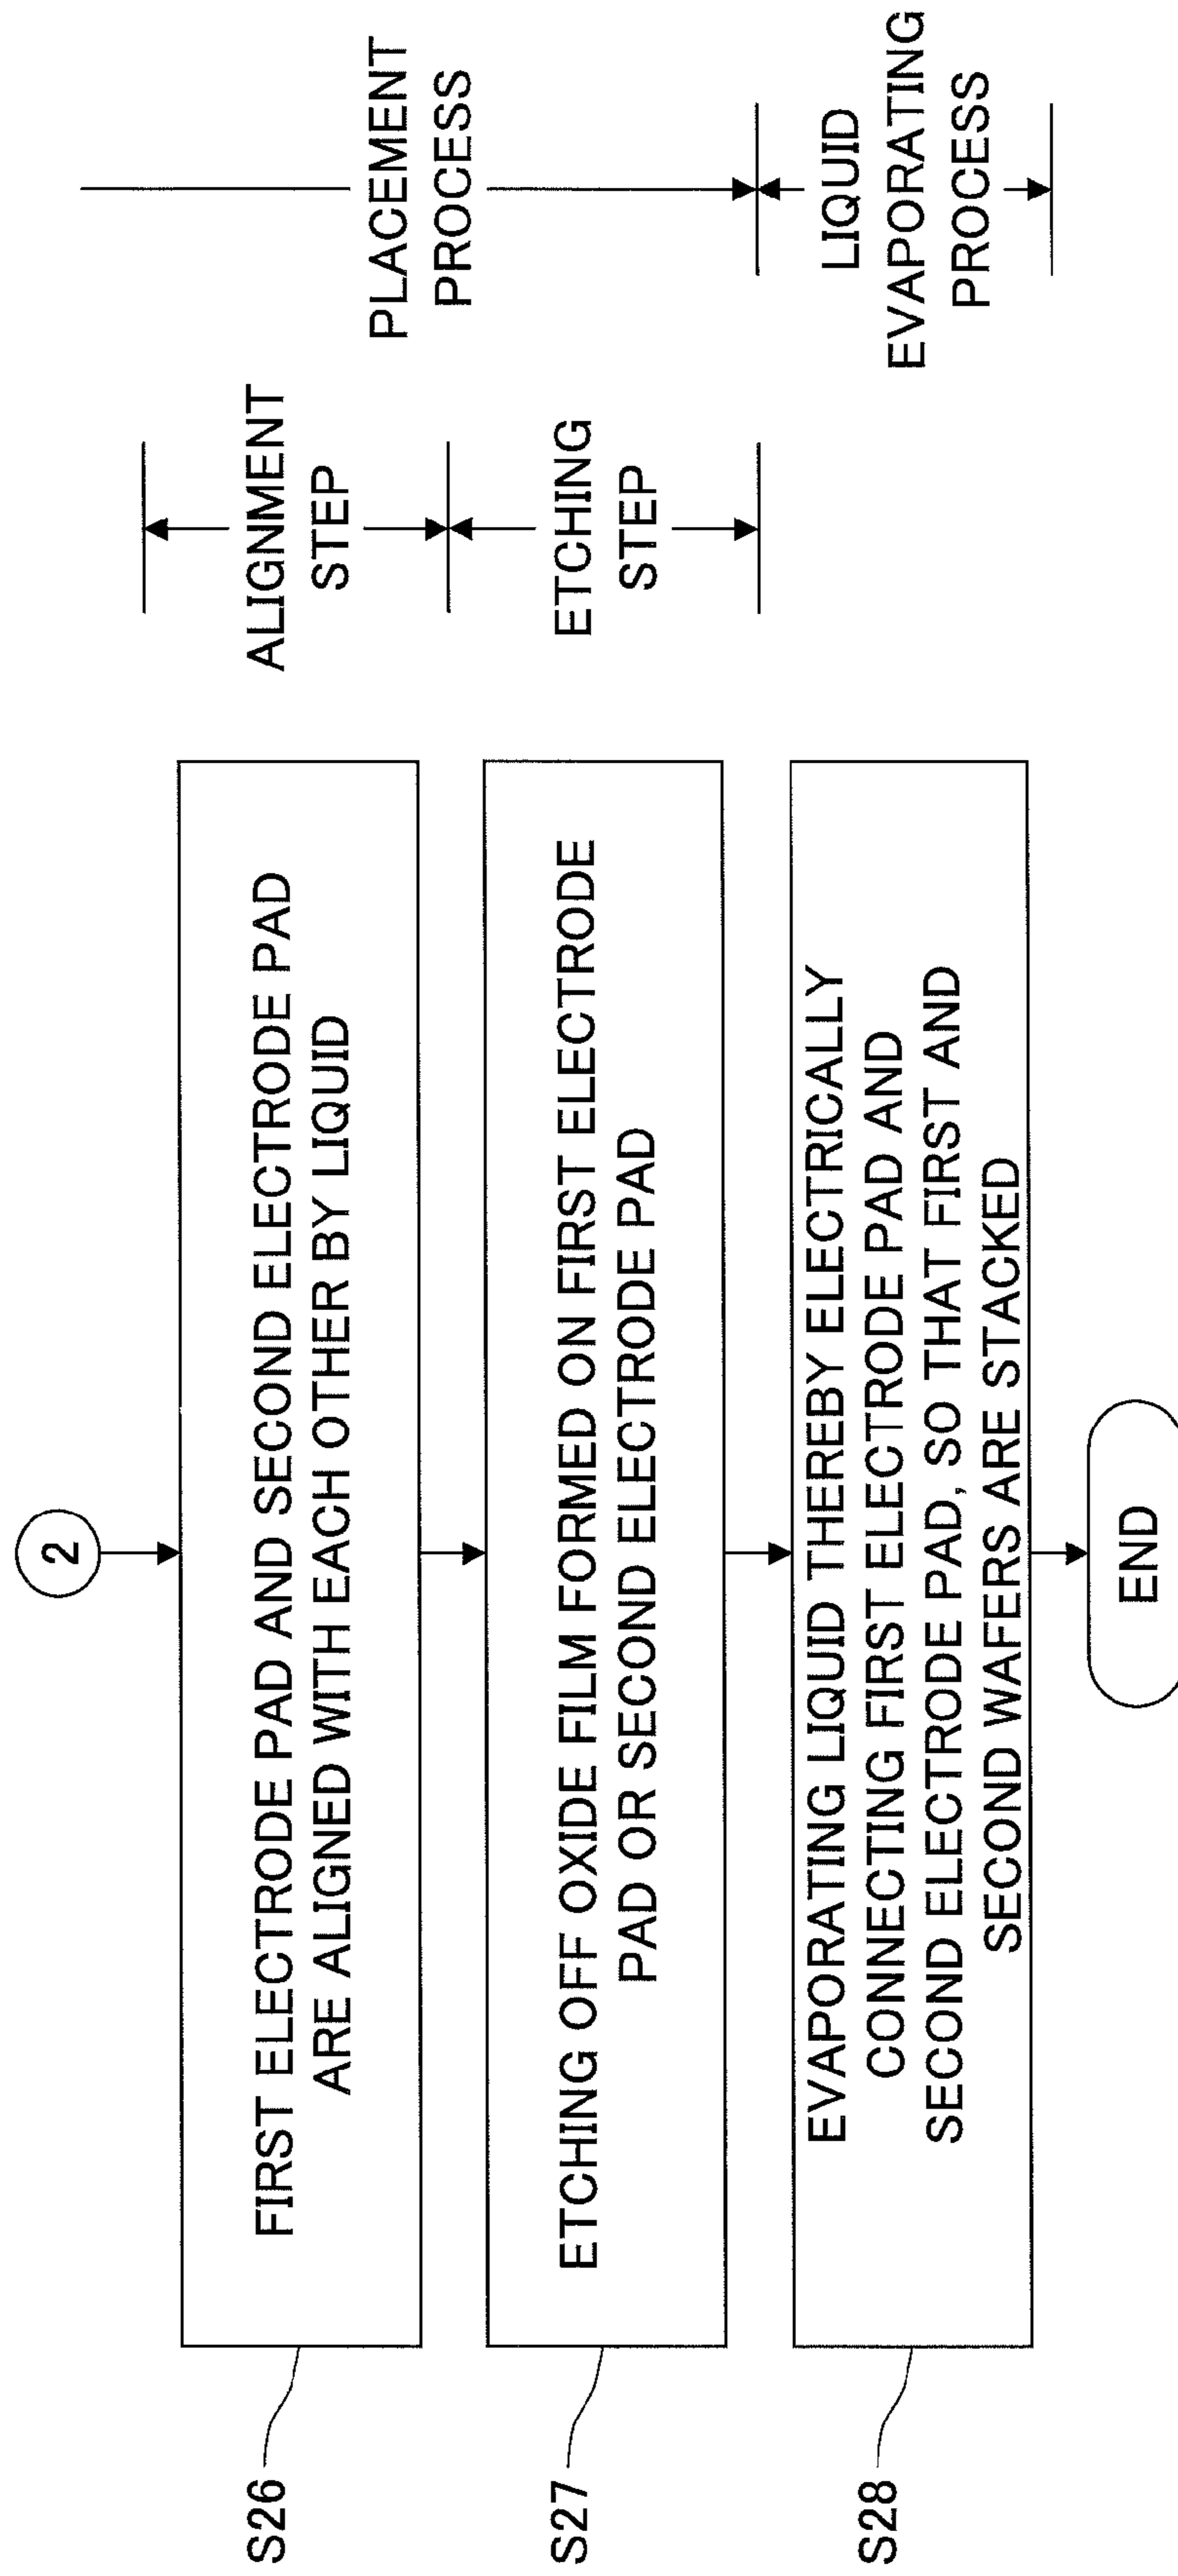 2
S26
FIRST ELECTRODE PAD AND SECOND ELECTRODE PAD
ARE ALIGNED WITH EACH OTHER BY LIQUID
ALIGNMENT
STEP
PLACEMENT
PROCESS
S27
ETCHING OFF OXIDE FILM FORMED ON FIRST ELECTRODE
PAD OR SECOND ELECTRODE PAD
ETCHING
STEP
S28
EVAPORATING LIQUID THEREBY ELECTRICALLY
CONNECTING FIRST ELECTRODE PAD AND
SECOND ELECTRODE PAD, SO THAT FIRST AND
SECOND WAFERS ARE STACKED
LIQUID
EVAPORATING
PROCESS
END